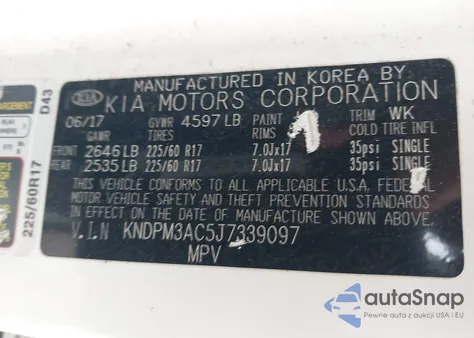 MANUFACTURED IN KOREA BY
KIA KIA MOTORS CORPORATION
06/17 GVWR 4597 LB PAINT TRIM WK
GAWR TIRES RIMS COLD TIRE INFL
FRONT 2646 LB 225/60 R17 7.0Jx17 35psi SINGLE
REAR 2535 LB 225/60 R17 7.0Jx17 35psi SINGLE
THIS VEHICLE CONFORMS TO ALL APPLICABLE U.S.A. FEDERAL
MOTOR VEHICLE SAFETY AND THEFT PREVENTION STANDARDS
IN EFFECT ON THE DATE OF MANUFACTURE SHOWN ABOVE.
V.I.N KNDPM3AC5J7339097
MPV
D43
225/60R17
autoSnap
Pewne auta z aukcji USA i EU